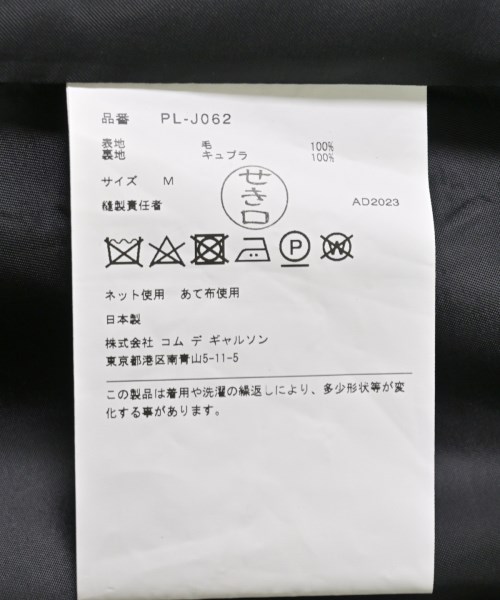 品番 PL-J062
表地 毛 100%
裏地 キュプラ 100%
サイズ M
縫製責任者 せき口 AD2023
P W
ネット使用 あて布使用
日本製
株式会社 コム デ ギャルソン
東京都港区南青山5-11-5
この製品は着用や洗濯の繰返しにより、多少形状等が変
化する事があります。